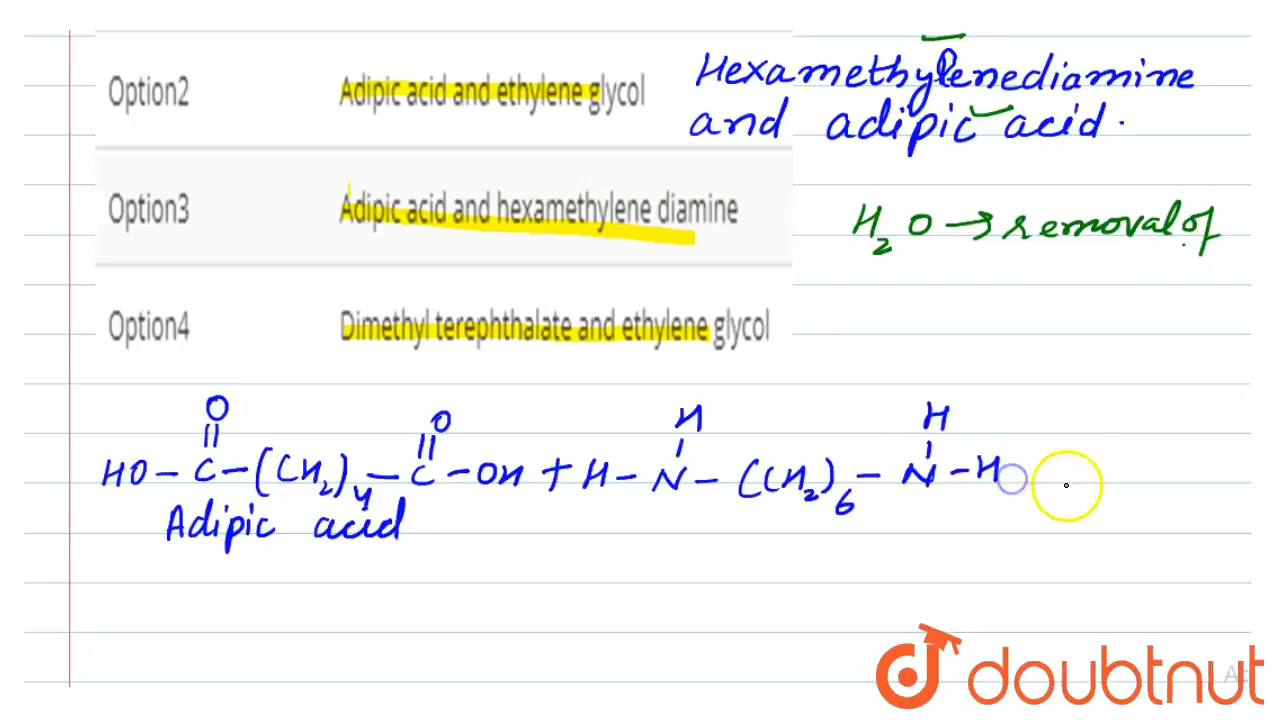 Option2 Adipic acid and ethylene glycol
Hexamethylenediamine
and adipic acid.
Option3 Adipic acid and hexamethylene diamine
H2O → removal of
Option4 Dimethyl terephthalate and ethylene glycol
O O H H
HO - C - (CH2)4 - C - OH + H - N - (CH2)6 - N - H
Adipic acid
doubtnut